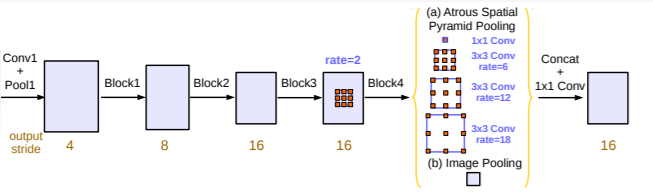 (a) Atrous Spatial
Pyramid Pooling
1x1 Conv
3x3 Conv
rate=6
3x3 Conv
rate=12
3x3 Conv
rate=18
(b) Image Pooling
Conv1
+
Pool1
Block1
Block2
Block3
rate=2
Block4
Concat
+
1x1 Conv
output
stride
4
8
16
16
16